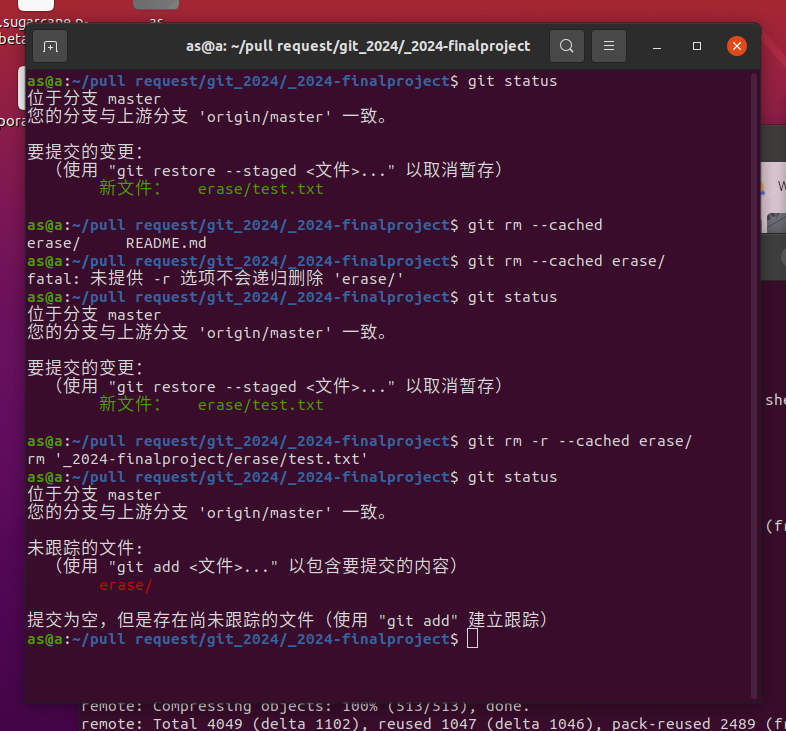 .sugarcane.p-
beta
as
as@a: ~/pull request/git_2024/_2024-finalproject
as@a:~/pull request/git_2024/_2024-finalproject$ git status
位于分支 master
您的分支与上游分支 'origin/master' 一致。
要提交的变更：
（使用 "git restore --staged <文件>..." 以取消暂存）
新文件：   erase/test.txt
as@a:~/pull request/git_2024/_2024-finalproject$ git rm --cached
erase/     README.md
as@a:~/pull request/git_2024/_2024-finalproject$ git rm --cached erase/
fatal: 未提供 -r 选项不会递归删除 'erase/'
as@a:~/pull request/git_2024/_2024-finalproject$ git status
位于分支 master
您的分支与上游分支 'origin/master' 一致。
要提交的变更：
（使用 "git restore --staged <文件>..." 以取消暂存）
新文件：   erase/test.txt
as@a:~/pull request/git_2024/_2024-finalproject$ git rm -r --cached erase/
rm '_2024-finalproject/erase/test.txt'
as@a:~/pull request/git_2024/_2024-finalproject$ git status
位于分支 master
您的分支与上游分支 'origin/master' 一致。
未跟踪的文件:
（使用 "git add <文件>..." 以包含要提交的内容）
erase/
提交为空，但是存在尚未跟踪的文件（使用 "git add" 建立跟踪）
as@a:~/pull request/git_2024/_2024-finalproject$
remote: Compressing objects: 100% (513/513), done.
remote: Total 4049 (delta 1102), reused 1047 (delta 1046), pack-reused 2489 (fr